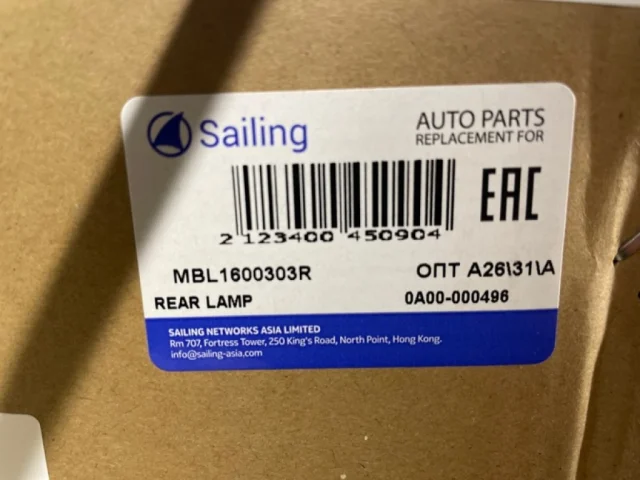 Sailing
AUTO PARTS
REPLACEMENT FOR
EAC
2 123400 450904
MBL1600303R
ОПТ А26\31\А
REAR LAMP
0A00-000496
SAILING NETWORKS ASIA LIMITED
Rm 707, Fortress Tower, 250 King's Road, North Point, Hong Kong.
info@sailing-asia.com